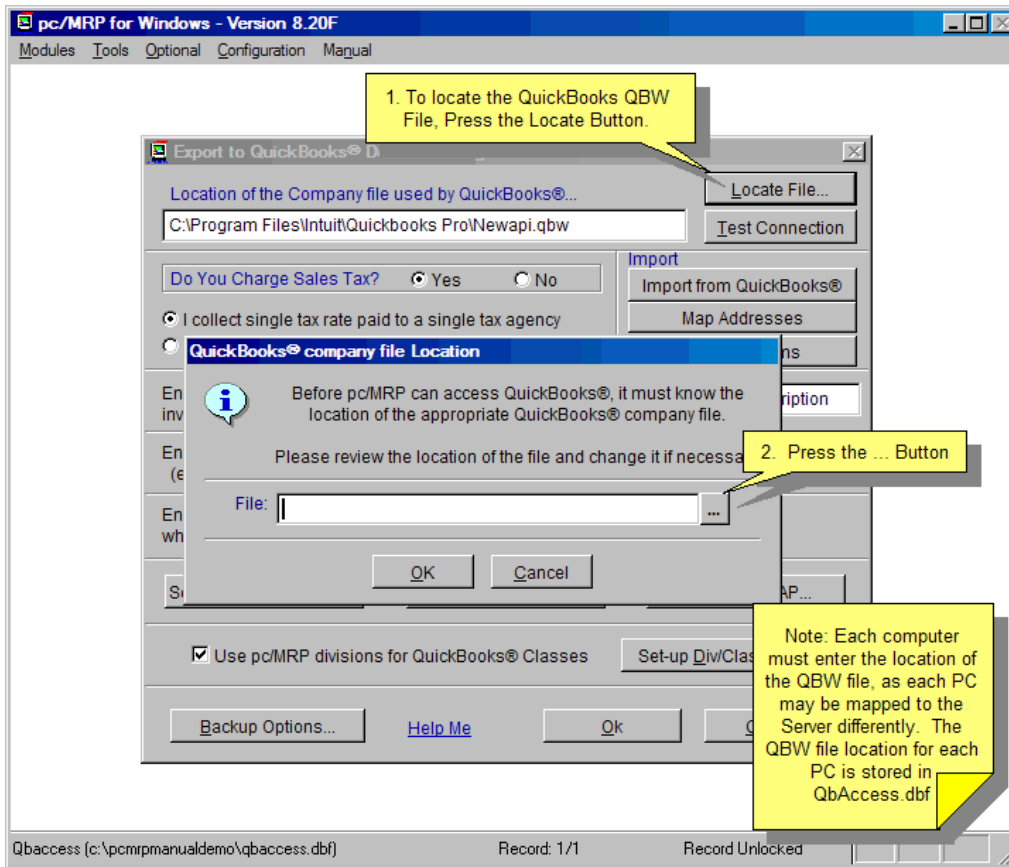 pc/MRP for Windows - Version 8.20F
Modules Tools Optional Configuration Manual
1. To locate the QuickBooks QBW
File, Press the Locate Button.
Export to QuickBooks®
Location of the Company file used by QuickBooks®...
Locate File...
C:\Program Files\Intuit\Quickbooks Pro\Newapi.qbw
Test Connection
Do You Charge Sales Tax? Yes No
Import
Import from QuickBooks®
I collect single tax rate paid to a single tax agency
Map Addresses
QuickBooks® company file Location
Before pc/MRP can access QuickBooks®, it must know the
location of the appropriate QuickBooks® company file.
Please review the location of the file and change it if
2. Press the ... Button
File:
...
OK Cancel
AP...
Use pc/MRP divisions for QuickBooks® Classes
Set-up
Note: Each computer
must enter the location of
the QBW file, as each PC
may be mapped to the
Server differently. The
QBW file location for each
PC is stored in
QbAccess.dbf
Backup Options... Help Me Ok
Qbaccess (c:\pcmrpmanualdemo\qbaccess.dbf) Record: 1/1 Record Unlocked